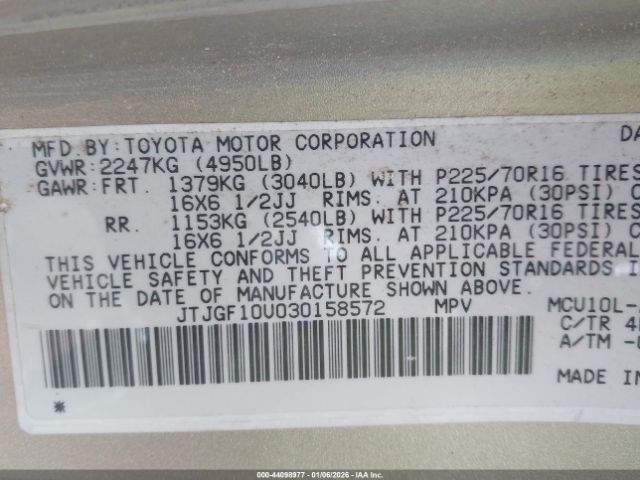 MFD BY: TOYOTA MOTOR CORPORATION DA
GVWR: 2247KG (4950LB)
GAWR: FRT. 1379KG (3040LB) WITH P225/70R16 TIRES
16X6 1/2JJ RIMS. AT 210KPA (30PSI) C
RR. 1153KG (2540LB) WITH P225/70R16 TIRES
16X6 1/2JJ RIMS. AT 210KPA (30PSI) C
THIS VEHICLE CONFORMS TO ALL APPLICABLE FEDERAL
VEHICLE SAFETY AND THEFT PREVENTION STANDARDS I
ON THE DATE OF MANUFACTURE SHOWN ABOVE.
JTJGF10U030158572 MPV MCU10L-
C/TR 4
A/TM -
MADE IN
*
000-44098977 - 01/06/2026 - IAA Inc.